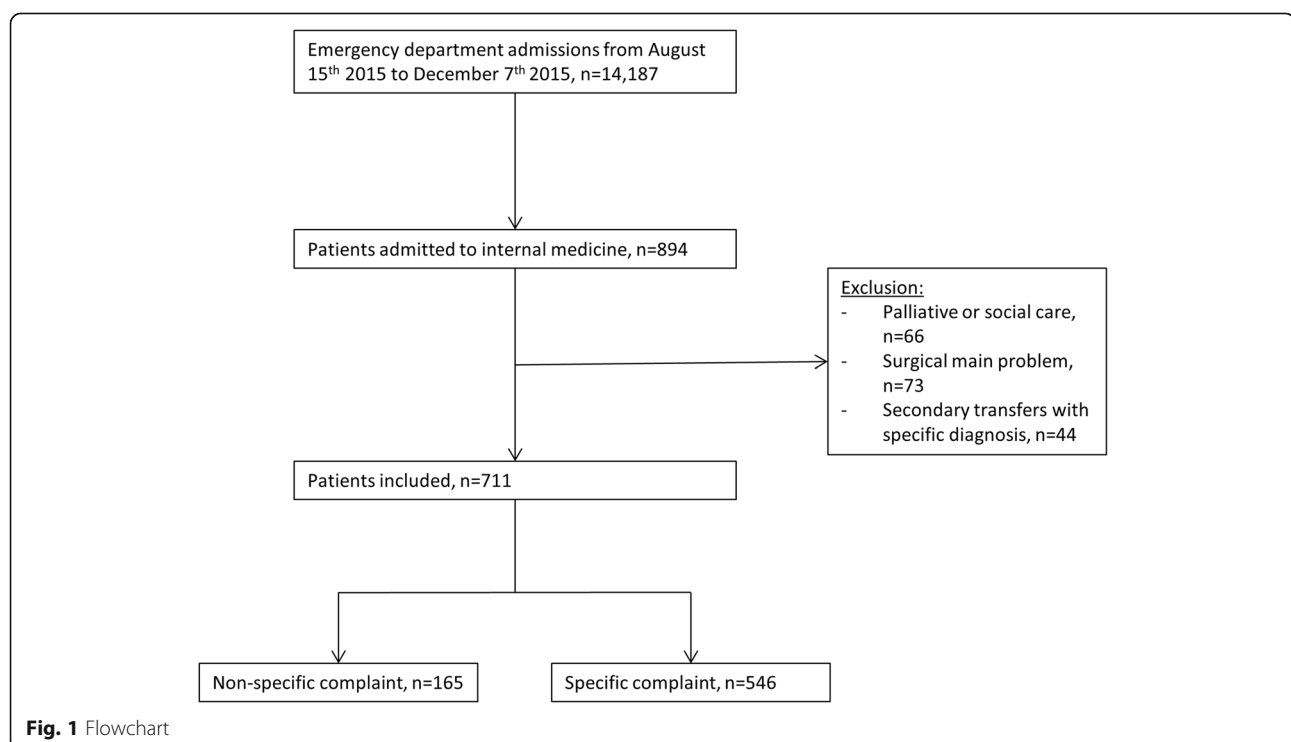 Emergency department admissions from August
15th 2015 to December 7th 2015, n=14,187
Patients admitted to internal medicine, n=894
Exclusion:
- Palliative or social care,
n=66
- Surgical main problem,
n=73
- Secondary transfers with
specific diagnosis, n=44
Patients included, n=711
Non-specific complaint, n=165
Specific complaint, n=546
Fig. 1 Flowchart